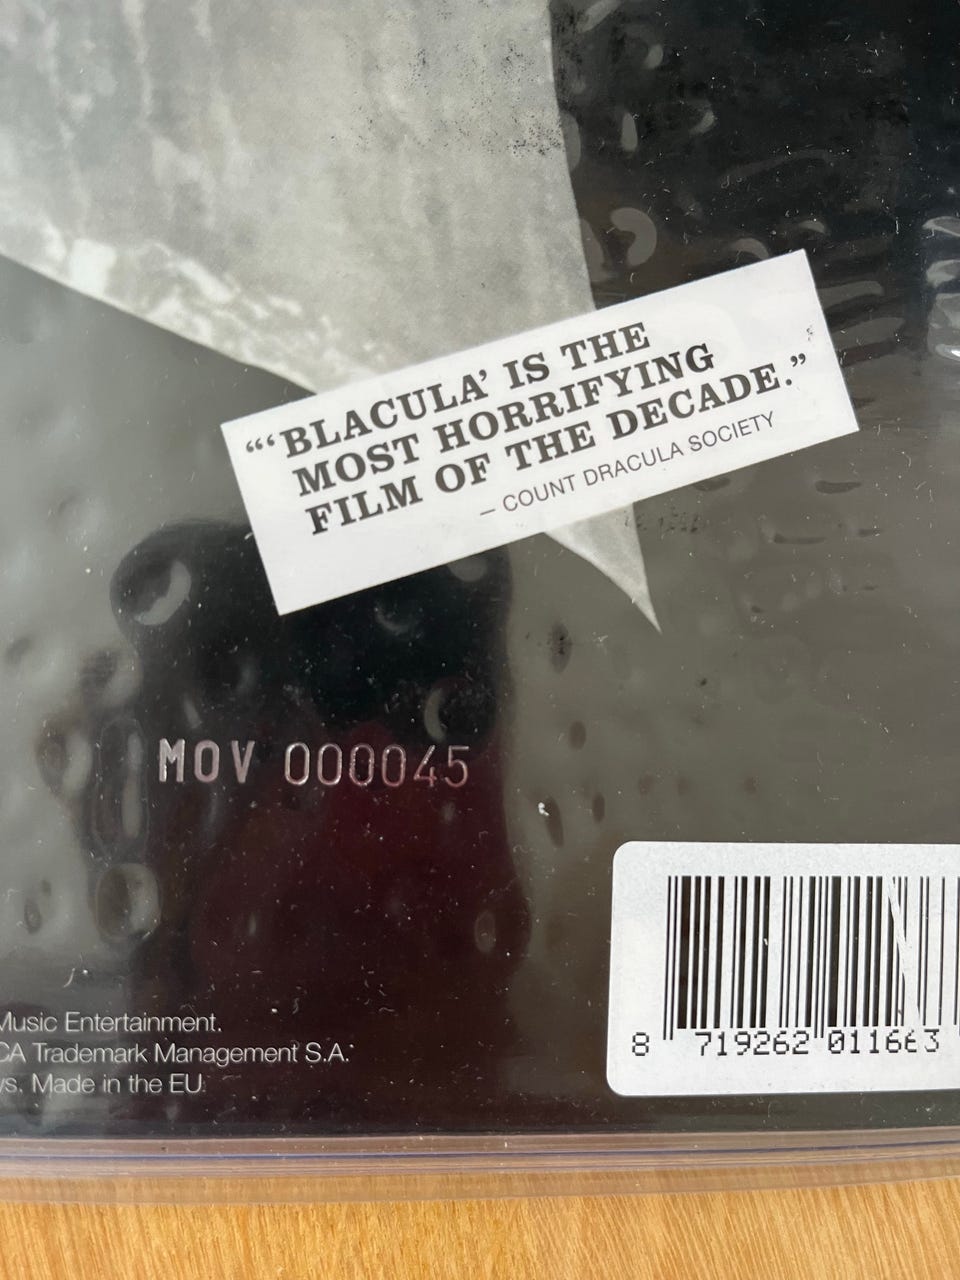 “‘BLACULA’ IS THE
MOST HORRIFYING
FILM OF THE DECADE.”
– COUNT DRACULA SOCIETY
MOV 000045
Music Entertainment.
CA Trademark Management S.A.
ys. Made in the EU
8 719262 011663